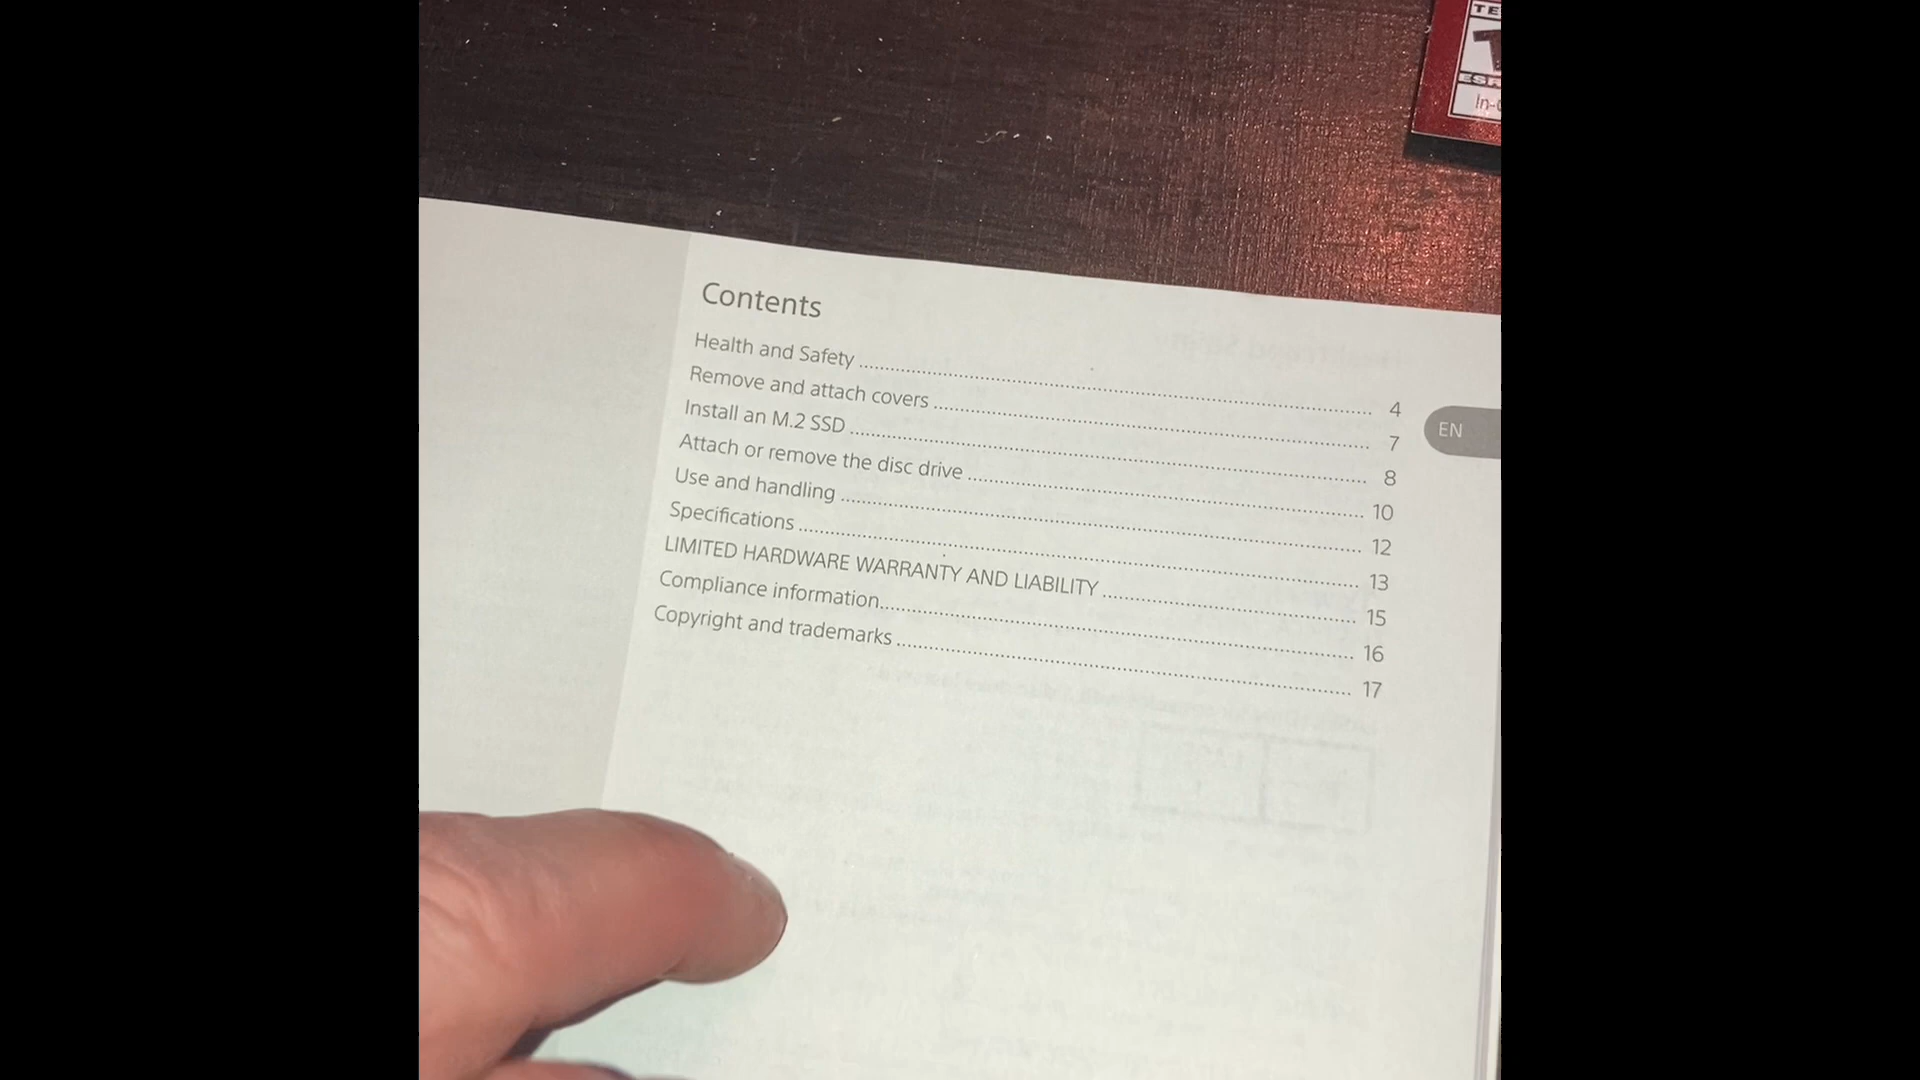 Contents
Health and Safety 4
Remove and attach covers 7
Install an M.2 SSD 8
Attach or remove the disc drive 10
Use and handling 12
Specifications 13
LIMITED HARDWARE WARRANTY AND LIABILITY 15
Compliance information 16
Copyright and trademarks 17
EN